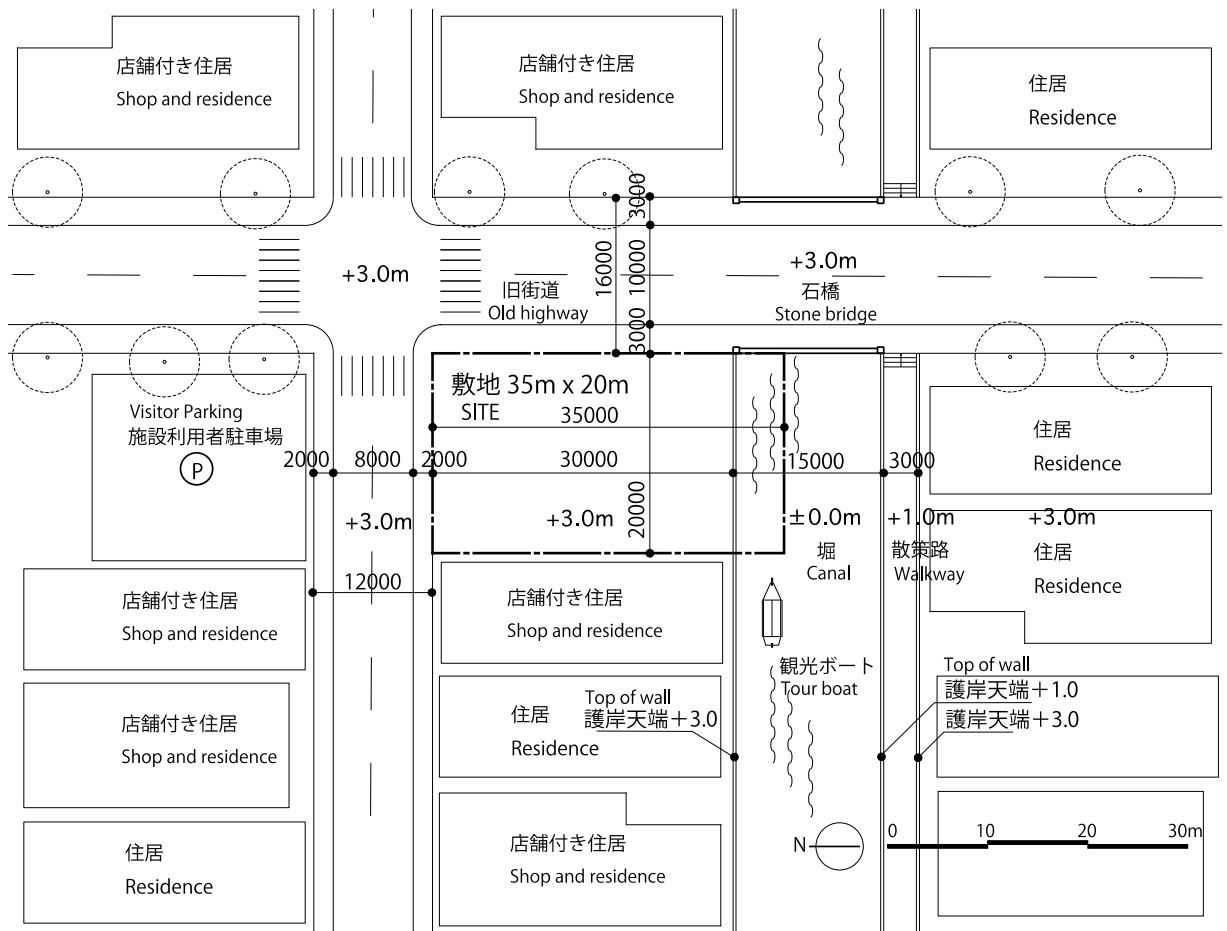 店舗付き住居
Shop and residence
店舗付き住居
Shop and residence
住居
Residence
3000
16000
10000
3000
+3.0m
旧街道
Old highway
+3.0m
石橋
Stone bridge
Visitor Parking
施設利用者駐車場
P
敷地 35m x 20m
SITE
35000
2000
8000
2000
30000
15000
3000
20000
+3.0m
+3.0m
±0.0m
堀
Canal
+1.0m
散策路
Walkway
+3.0m
住居
Residence
住居
Residence
12000
店舗付き住居
Shop and residence
店舗付き住居
Shop and residence
観光ボート
Tour boat
Top of wall
護岸天端+3.0
Top of wall
護岸天端+1.0
護岸天端+3.0
店舗付き住居
Shop and residence
住居
Residence
住居
Residence
店舗付き住居
Shop and residence
N
0 10 20 30m